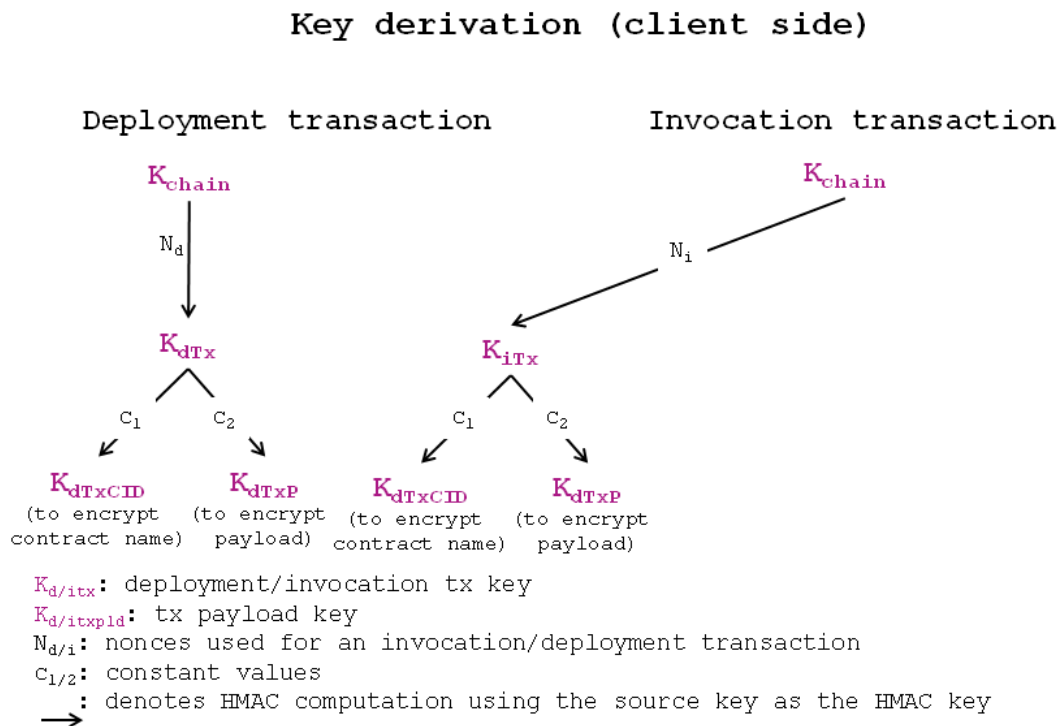 Key derivation (client side)
Deployment transaction
Invocation transaction
Kchain
Kchain
Nd
Ni
KdTx
KiTx
C1
C2
C1
C2
KdTxCID
KdTxP
KdTxCID
KdTxP
(to encrypt
contract name)
(to encrypt
payload)
(to encrypt
contract name)
(to encrypt
payload)
Kd/itx: deployment/invocation tx key
Kd/itxpld: tx payload key
Nd/i: nonces used for an invocation/deployment transaction
C1/2: constant values
: denotes HMAC computation using the source key as the HMAC key